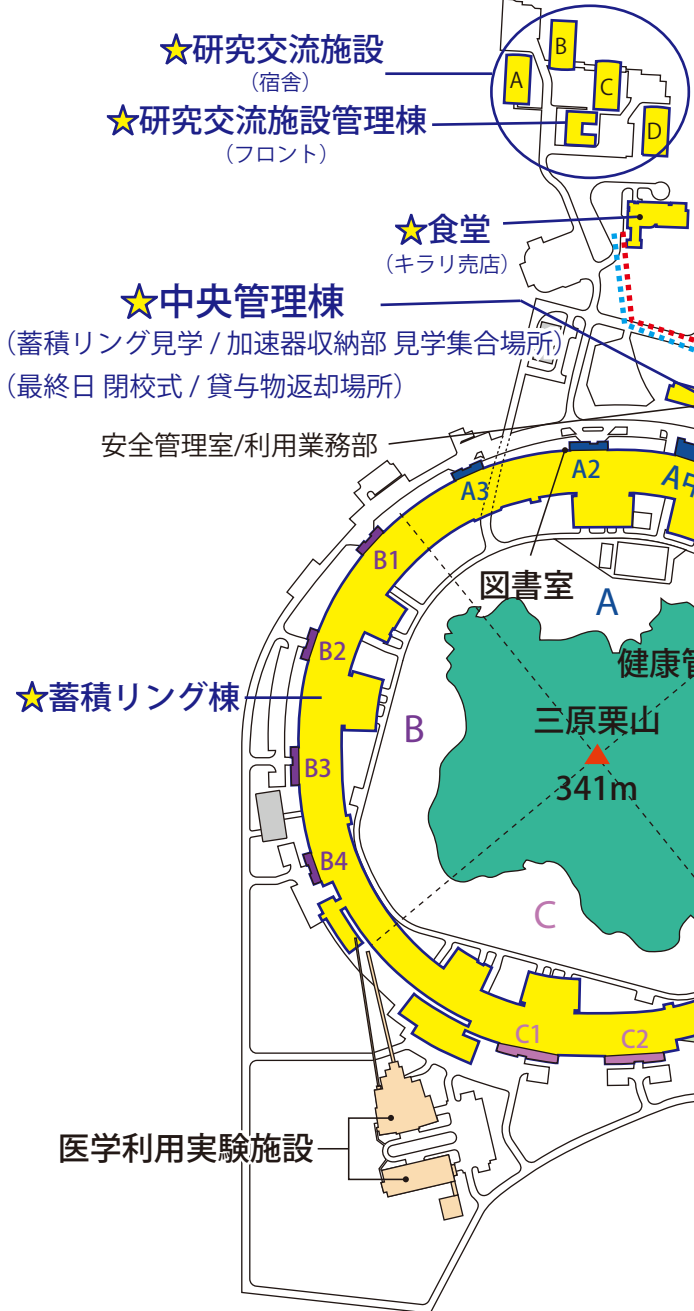 B
☆研究交流施設
(宿舎)
A
C
☆研究交流施設管理棟
(フロント)
D
☆食堂
(キラリ売店)
☆中央管理棟
(蓄積リング見学 / 加速器収納部 見学集合場所)
(最終日 閉校式 / 貸与物返却場所)
安全管理室/利用業務部
A2
A3
B1
図書室
A
B2
健康管
☆蓄積リング棟
B
三原栗山
B3
341m
B4
C
C1
C2
医学利用実験施設